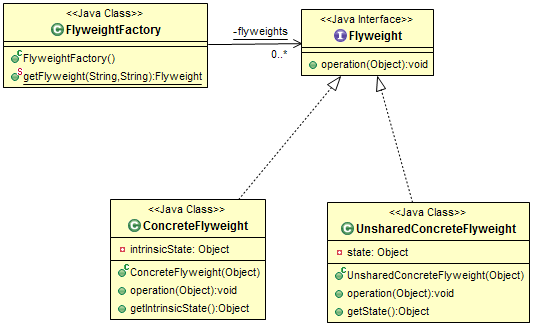 <<Java Class>>
FlyweightFactory
FlyweightFactory()
getFlyweight(String,String):Flyweight
-flyweights
0..*
<<Java Interface>>
Flyweight
operation(Object):void
<<Java Class>>
ConcreteFlyweight
intrinsicState: Object
ConcreteFlyweight(Object)
operation(Object):void
getIntrinsicState():Object
<<Java Class>>
UnsharedConcreteFlyweight
state: Object
UnsharedConcreteFlyweight(Object)
operation(Object):void
getState():Object